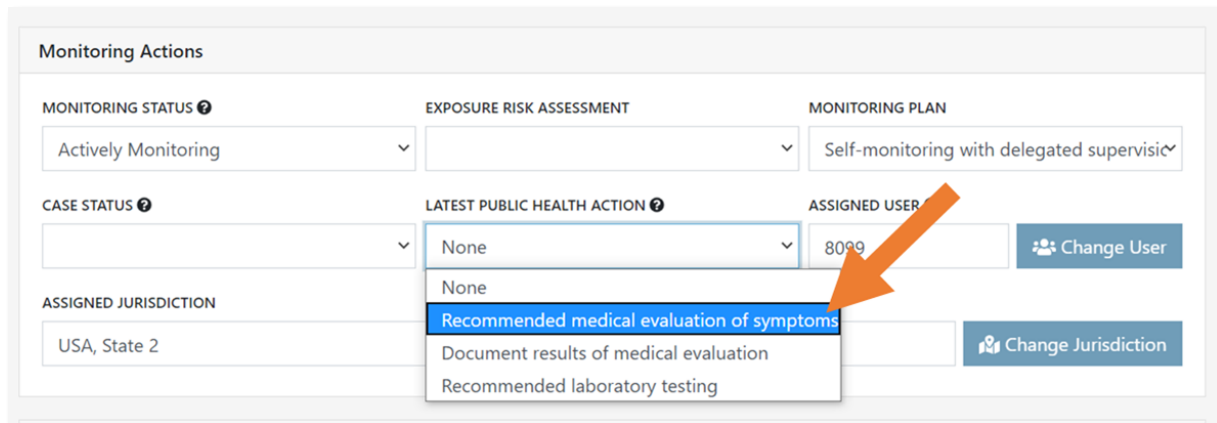 Monitoring Actions
MONITORING STATUS
EXPOSURE RISK ASSESSMENT
MONITORING PLAN
Actively Monitoring
Self-monitoring with delegated
CASE STATUS
LATEST PUBLIC HEALTH ACTION
ASSIGNED USER
None
8099
Change User
None
ASSIGNED JURISDICTION
Recommended medical evaluation of symptoms
USA, State 2
Document results of medical evaluation
Change Jurisdiction
Recommended laboratory testing